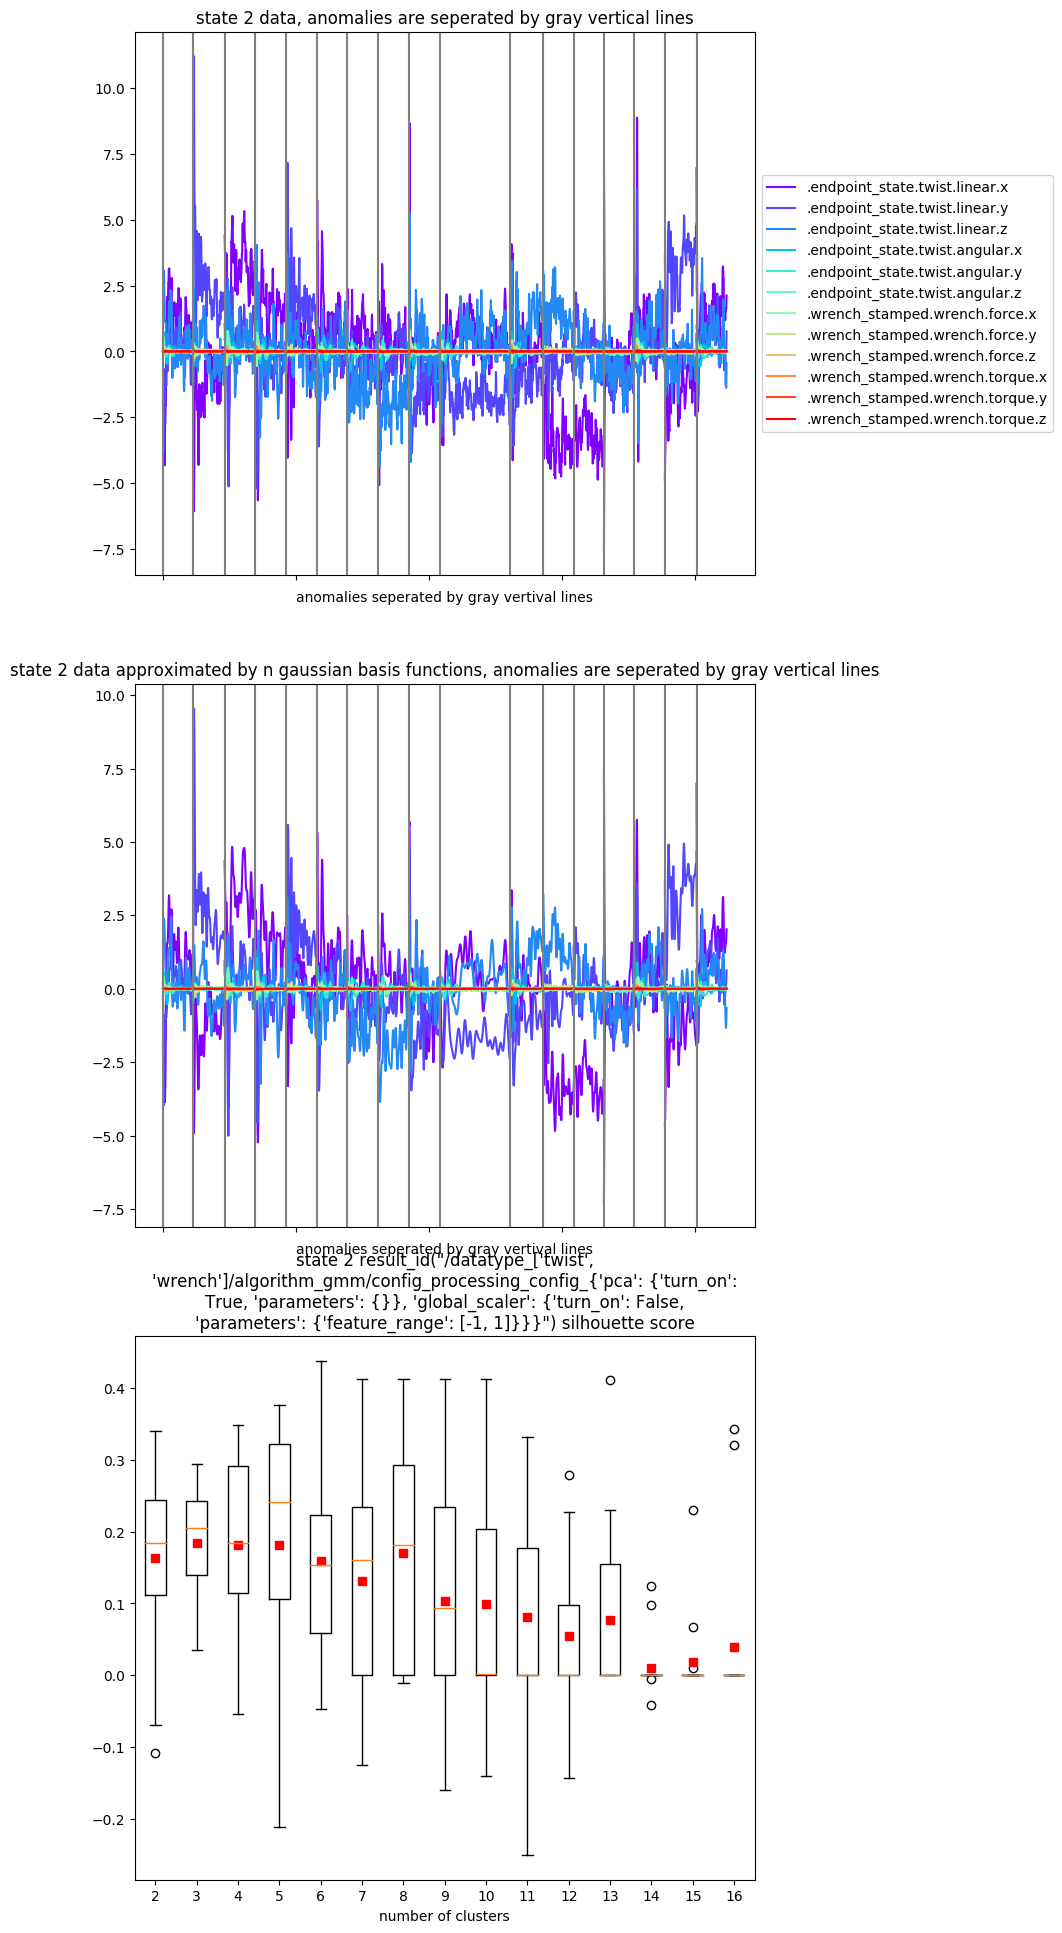 state 2 data, anomalies are seperated by gray vertical lines
10.0
7.5
5.0
2.5
0.0
−2.5
−5.0
−7.5
.endpoint_state.twist.linear.x
.endpoint_state.twist.linear.y
.endpoint_state.twist.linear.z
.endpoint_state.twist.angular.x
.endpoint_state.twist.angular.y
.endpoint_state.twist.angular.z
.wrench_stamped.wrench.force.x
.wrench_stamped.wrench.force.y
.wrench_stamped.wrench.force.z
.wrench_stamped.wrench.torque.x
.wrench_stamped.wrench.torque.y
.wrench_stamped.wrench.torque.z
anomalies seperated by gray vertival lines
state 2 data approximated by n gaussian basis functions, anomalies are seperated by gray vertical lines
10.0
7.5
5.0
2.5
0.0
−2.5
−5.0
−7.5
anomalies seperated by gray vertival lines
state 2 result_id("/datatype_['twist',
'wrench']/algorithm_gmm/config_processing_config_{'pca': {'turn_on':
True, 'parameters': {}}, 'global_scaler': {'turn_on': False,
'parameters': {'feature_range': [-1, 1]}}}") silhouette score
0.4
0.3
0.2
0.1
0.0
−0.1
−0.2
2 3 4 5 6 7 8 9 10 11 12 13 14 15 16
number of clusters